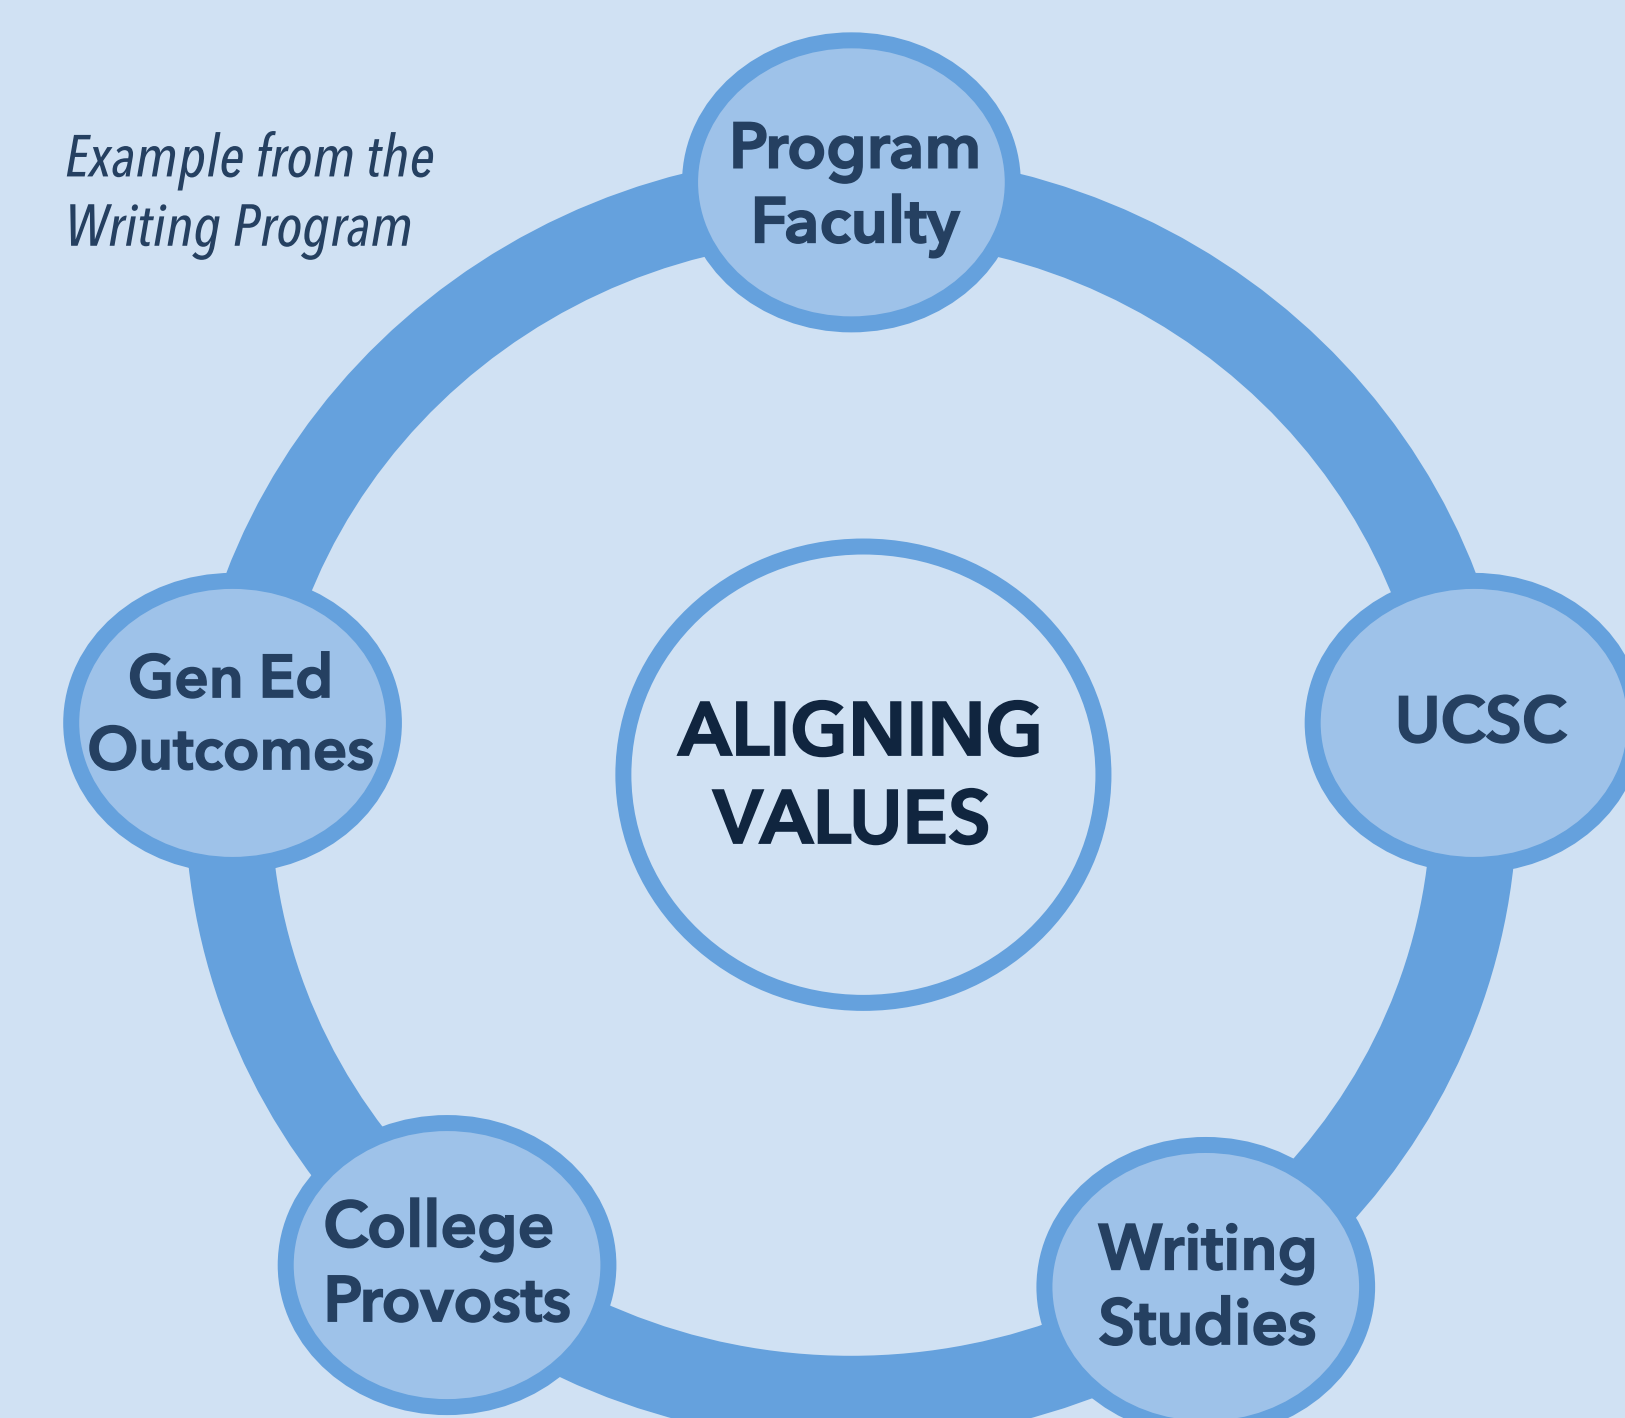 Example from the
Writing Program
Program
Faculty
Gen Ed
Outcomes
ALIGNING
VALUES
UCSC
College
Provosts
Writing
Studies